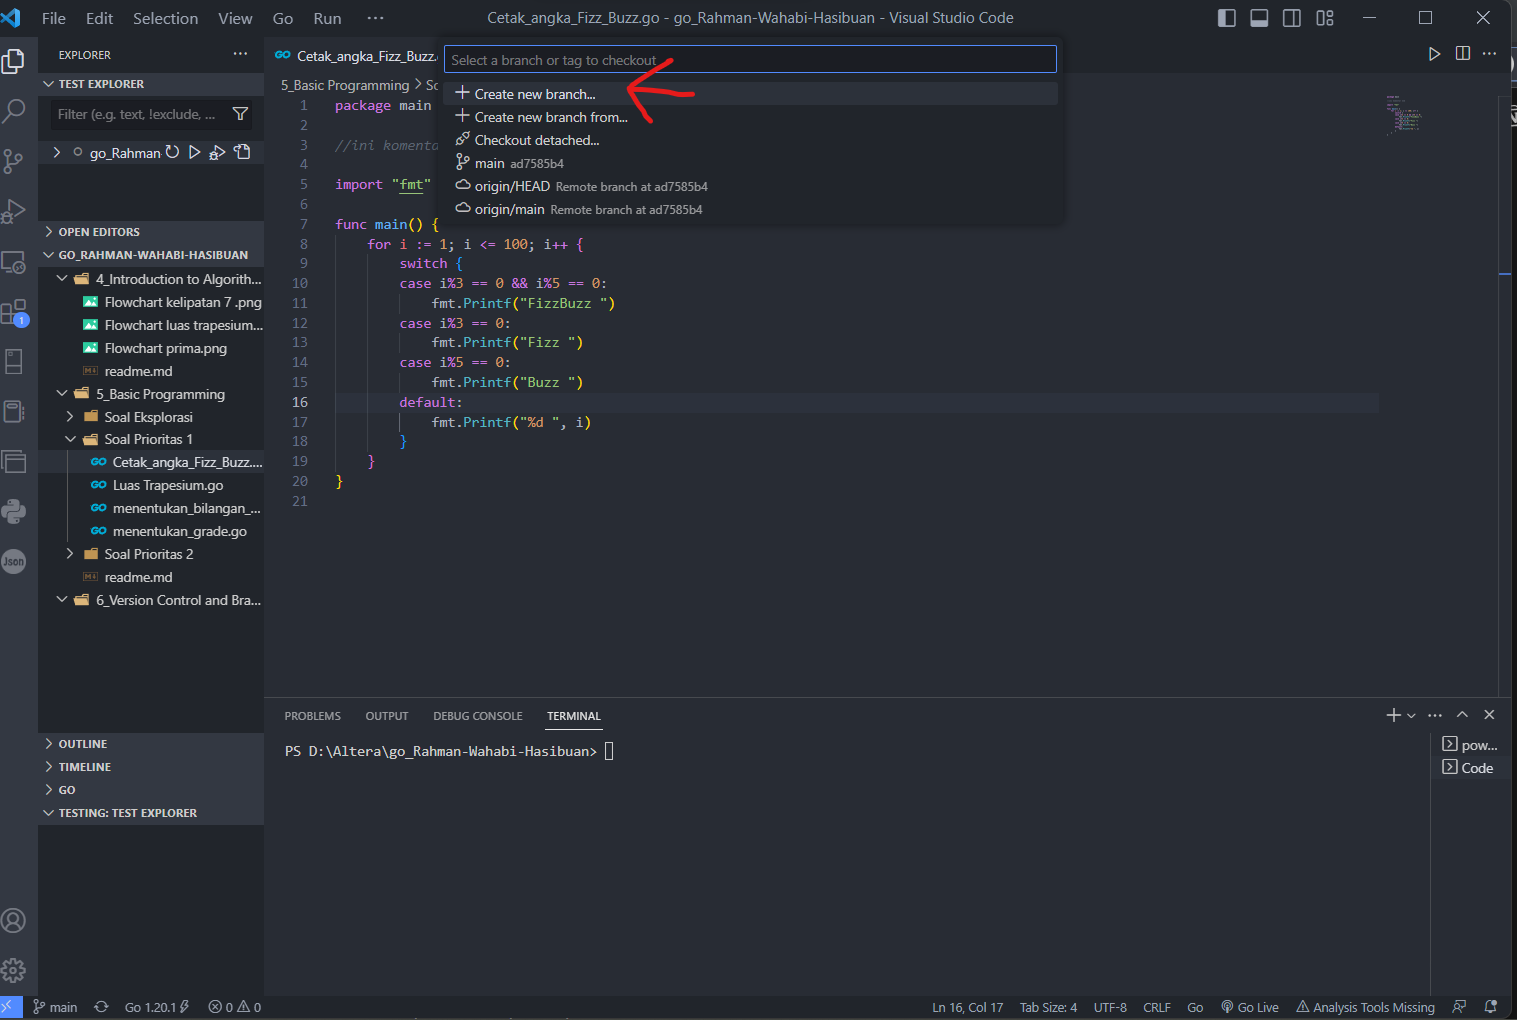 File Edit Selection View Go Run ···
Cetak_angka_Fizz_Buzz.go - go_Rahman-Wahabi-Hasibuan - Visual Studio Code
EXPLORER ···
TEST EXPLORER
Filter (e.g. text, !exclude, ...
go_Rahman-
OPEN EDITORS
GO_RAHMAN-WAHABI-HASIBUAN
4_Introduction to Algorith...
Flowchart kelipatan 7 .png
Flowchart luas trapesium...
Flowchart prima.png
readme.md
5_Basic Programming
Soal Eksplorasi
Soal Prioritas 1
GO Cetak_angka_Fizz_Buzz....
GO Luas Trapesium.go
GO menentukan_bilangan_...
GO menentukan_grade.go
Soal Prioritas 2
readme.md
6_Version Control and Bra...
OUTLINE
TIMELINE
GO
TESTING: TEST EXPLORER
1
Json
GO Cetak_angka_Fizz_Buzz.
Select a branch or tag to checkout
Create new branch...
Create new branch from...
Checkout detached...
main ad7585b4
origin/HEAD Remote branch at ad7585b4
origin/main Remote branch at ad7585b4
5_Basic Programming > So
1 package main
2
3 //ini komenta
4
5 import "fmt"
6
7 func main() {
8 for i := 1; i <= 100; i++ {
9 switch {
10 case i%3 == 0 && i%5 == 0:
11 fmt.Printf("FizzBuzz ")
12 case i%3 == 0:
13 fmt.Printf("Fizz ")
14 case i%5 == 0:
15 fmt.Printf("Buzz ")
16 default:
17 fmt.Printf("%d ", i)
18 }
19 }
20 }
21
PROBLEMS OUTPUT DEBUG CONSOLE TERMINAL
PS D:\Altera\go_Rahman-Wahabi-Hasibuan>
pow...
Code
main Go 1.20.1 0 0
Ln 16, Col 17 Tab Size: 4 UTF-8 CRLF Go Go Live Analysis Tools Missing